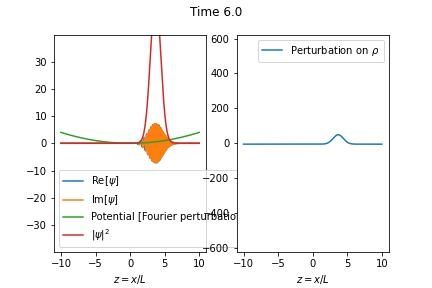 Time 6.0
30
20
10
0
−10
−20
−30
Re[ψ]
Im[ψ]
Potential [Fourier perturbatio
|ψ|²
−10 −5 0 5 10
z = x/L
600
400
200
0
−200
−400
−600
Perturbation on ρ
−10 −5 0 5 10
z = x/L